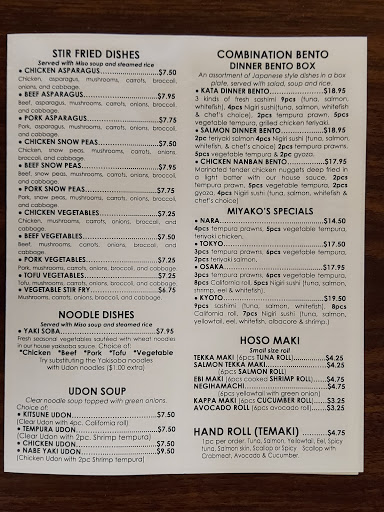 STIR FRIED DISHES
Served with Miso soup and steamed rice
• CHICKEN ASPARAGUS...$7.50
Chicken, asparagus, mushrooms, carrots, broccoli, onions, and cabbage.
• BEEF ASPARAGUS...$7.95
Beef, asparagus, mushrooms, carrots, onions, broccoli, and cabbage.
• PORK ASPARAGUS...$7.75
Pork, asparagus, mushrooms, carrots, onions, broccoli, and cabbage.
• CHICKEN SNOW PEAS...$7.50
Chicken, snow peas, mushrooms, carrots, onions, broccoli, and cabbage.
• BEEF SNOW PEAS...$7.95
Beef, snow peas, mushrooms, carrots, onions, broccoli, and cabbage.
• PORK SNOW PEAS...$7.75
Pork, snow peas, mushrooms, carrots, onions, broccoli, and cabbage.
• CHICKEN VEGETABLES...$7.25
Chicken, mushrooms, carrots, onions, broccoli, and cabbage.
• BEEF VEGETABLES...$7.50
Beef, mushrooms, carrots, onions, broccoli, and cabbage.
• PORK VEGETABLES...$7.25
Pork, mushrooms, carrots, onions, broccoli, and cabbage.
• TOFU VEGETABLES...$7.25
Tofu, mushrooms, carrots, onions, broccoli, and cabbage.
• VEGETABLE STIR FRY...$6.75
Mushrooms, carrots, onions, broccoli, and cabbage.
NOODLE DISHES
Served with Miso soup and steamed rice
• YAKI SOBA...$7.95
Fresh seasonal vegetables sautéed with wheat noodles in our house yakisoba sauce. Choice of:
*Chicken *Beef *Pork *Tofu *Vegetable
Try substituting the Yakisoba noodles
with Udon noodles ($1.00 extra)
UDON SOUP
Clear noodle soup topped with green onions.
Choice of:
• KITSUNE UDON...$7.50
(Clear Udon with 4pc. California roll)
• TEMPURA UDON...$7.50
(Clear Udon with 2pc. Shrimp tempura)
• CHICKEN UDON...$7.50
• NABE YAKI UDON...$9.50
(Chicken Udon with 2pc Shrimp tempura)
COMBINATION BENTO
DINNER BENTO BOX
An assortment of Japanese style dishes in a box
plate, served with salad, soup and rice.
• KATA DINNER BENTO...$18.95
3 kinds of fresh sashimi 9pcs (tuna, salmon, whitefish), 4pcs Nigiri sushi(tuna, salmon, whitefish & chef's choice), 2pcs tempura prawn, 5pcs vegetable tempura, grilled chicken teriyaki.
• SALMON DINNER BENTO...$18.95
2pc teriyaki salmon 4pcs Nigiri sushi (tuna, salmon, whitefish, & chef's choice) 2pcs tempura prawns, 5pcs vegetable tempura & 2pc gyoza.
• CHICKEN NANBAN BENTO...$17.95
Marinated tender chicken nuggets deep fried in a light batter with our house sauce, 2pcs tempura prawn, 5pcs vegetable tempura, 2pcs gyoza, 4pcs Nigiri sushi (tuna, salmon, whitefish & chef's choice)
MIYAKO'S SPECIALS
• NARA...$14.50
4pcs tempura prawns, 5pcs vegetable tempura, teriyaki chicken.
• TOKYO...$17.50
3pcs tempura prawns, 6pcs vegetable tempura, 2pcs teriyaki salmon.
• OSAKA...$17.95
3pcs tempura prawns, 6pcs vegetable tempura, 8pcs California roll, 5pcs Nigiri sushi (tuna, salmon, shrimp, eel & white fish)
• KYOTO...$19.50
9pcs sashimi (tuna, salmon, whitefish), 8pcs California roll, 7pcs Nigiri sushi (tuna, salmon, yellowtail, eel, whitefish, albacore & shrimp.)
HOSO MAKI
Small size roll
TEKKA MAKI (6pcs TUNA ROLL)...$4.25
SALMON TEKKA MAKI...$4.25
(6pcs SALMON ROLL)
EBI MAKI (6pcs cooked SHRIMP ROLL)...$4.75
NEGIHAMACHI...$4.75
(6pcs yellowtail with green onion)
KAPPA MAKI (6pcs CUCUMBER ROLL)...$3.25
AVOCADO ROLL (6pcs avocado roll)...$3.25
HAND ROLL (TEMAKI)...$4.75
1pc per order, Tuna, Salmon, Yellowtail, Eel, Spicy
tuna, Salmon skin, Scallop or Spicy Scallop with
Crabmeat, Avocado & Cucumber.